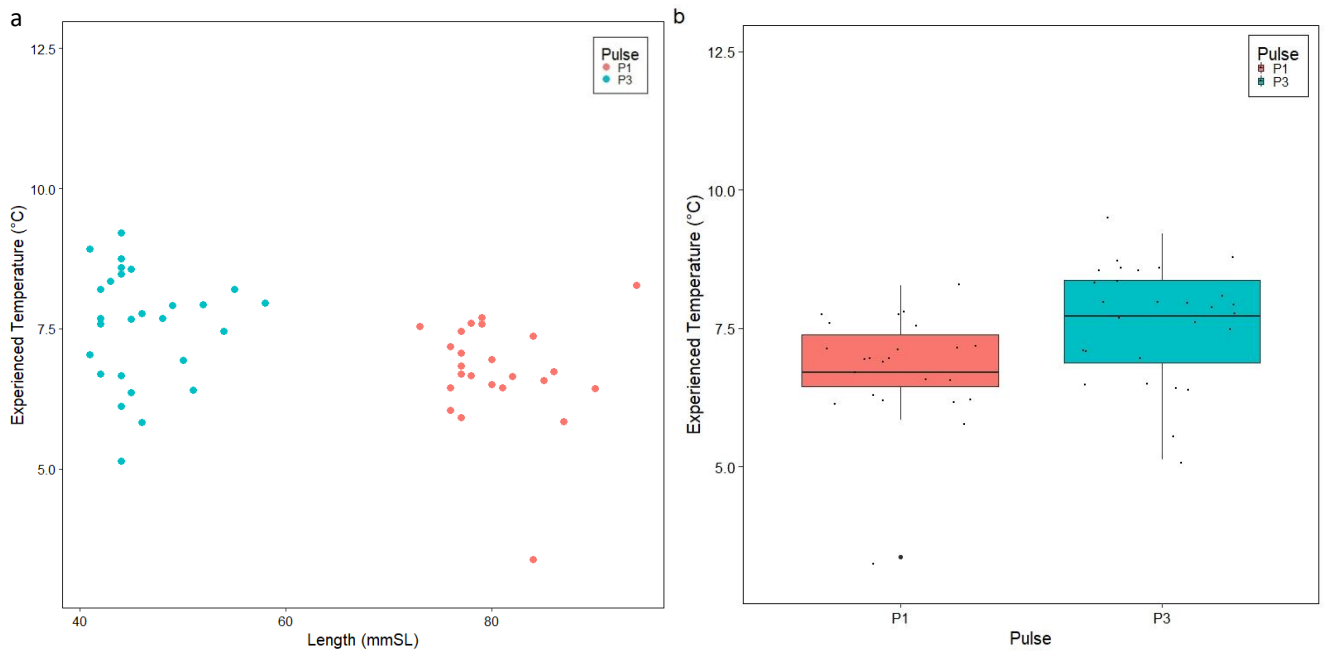 a
12.5
10.0
7.5
5.0
Experienced Temperature (°C)
40
60
80
Length (mmSL)
Pulse
P1
P3
b
12.5
10.0
7.5
5.0
Experienced Temperature (°C)
P1
P3
Pulse
Pulse
P1
P3